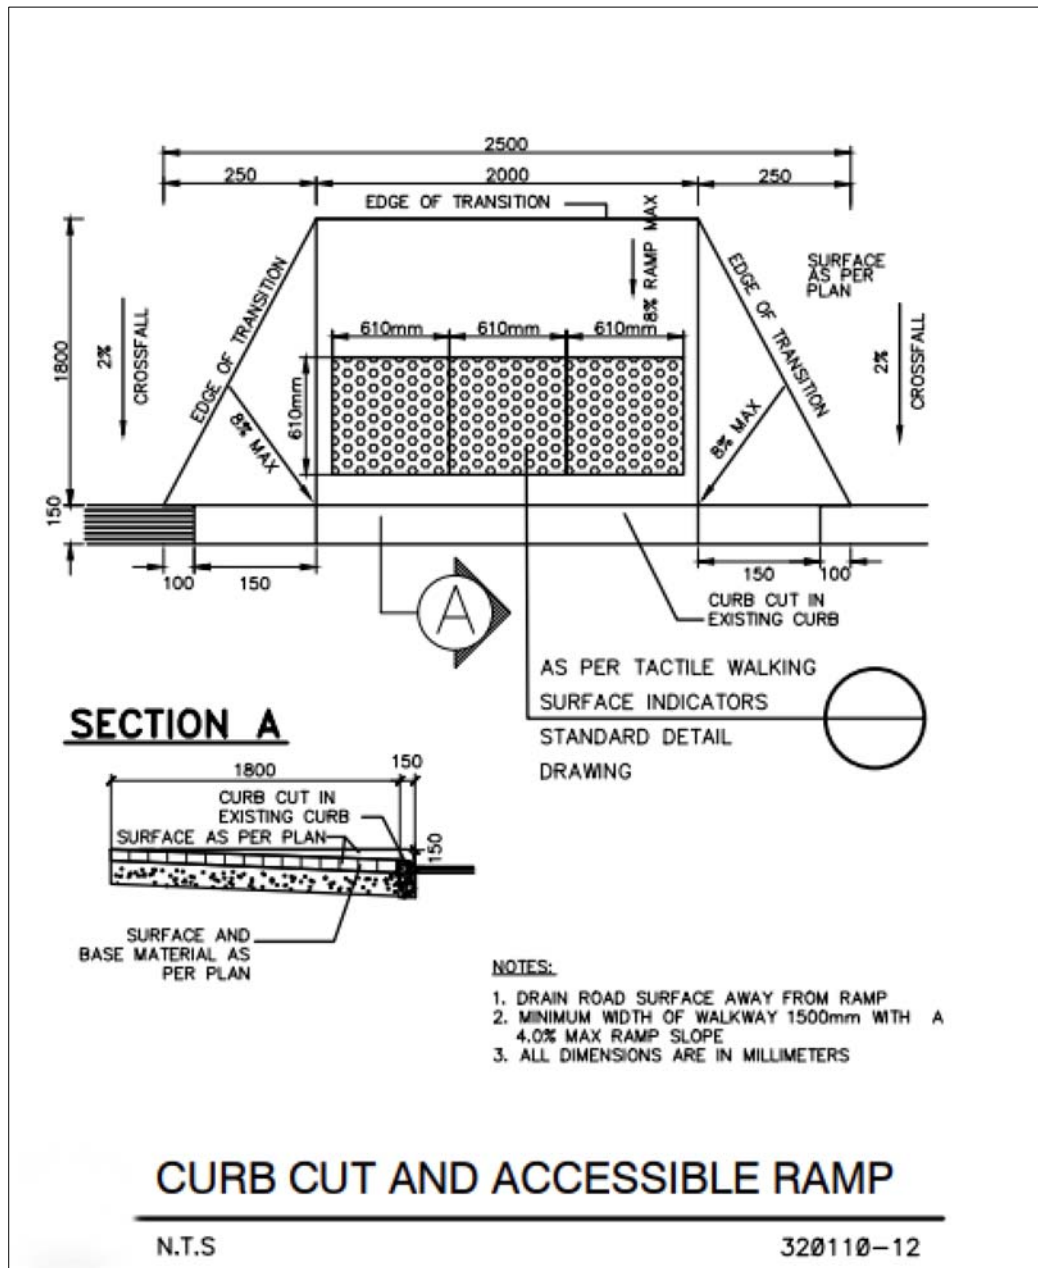 2500
250
2000
250
EDGE OF TRANSITION
8% RAMP MAX
SURFACE
AS PER
PLAN
EDGE OF TRANSITION
EDGE OF TRANSITION
1800
2%
CROSSFALL
2%
CROSSFALL
610mm
610mm
610mm
610mm
8% MAX
8% MAX
150
100
150
150
100
CURB CUT IN
EXISTING CURB
A
AS PER TACTILE WALKING
SURFACE INDICATORS
STANDARD DETAIL
DRAWING
SECTION A
1800
150
CURB CUT IN
EXISTING CURB
SURFACE AS PER PLAN
150
SURFACE AND
BASE MATERIAL AS
PER PLAN
NOTES:
1. DRAIN ROAD SURFACE AWAY FROM RAMP
2. MINIMUM WIDTH OF WALKWAY 1500mm WITH A
4.0% MAX RAMP SLOPE
3. ALL DIMENSIONS ARE IN MILLIMETERS
CURB CUT AND ACCESSIBLE RAMP
N.T.S
320110-12